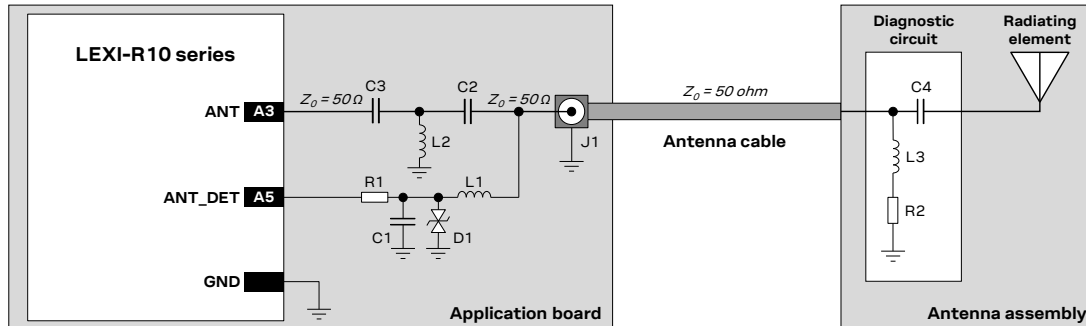 LEXI-R10 series
ANT
A3
Z0 = 50 Ω
C3
C2
Z0 = 50 Ω
L2
J1
ANT_DET
A5
R1
L1
C1
D1
GND
Application board
Z0 = 50 ohm
Antenna cable
Diagnostic
circuit
Radiating
element
C4
L3
R2
Antenna assembly